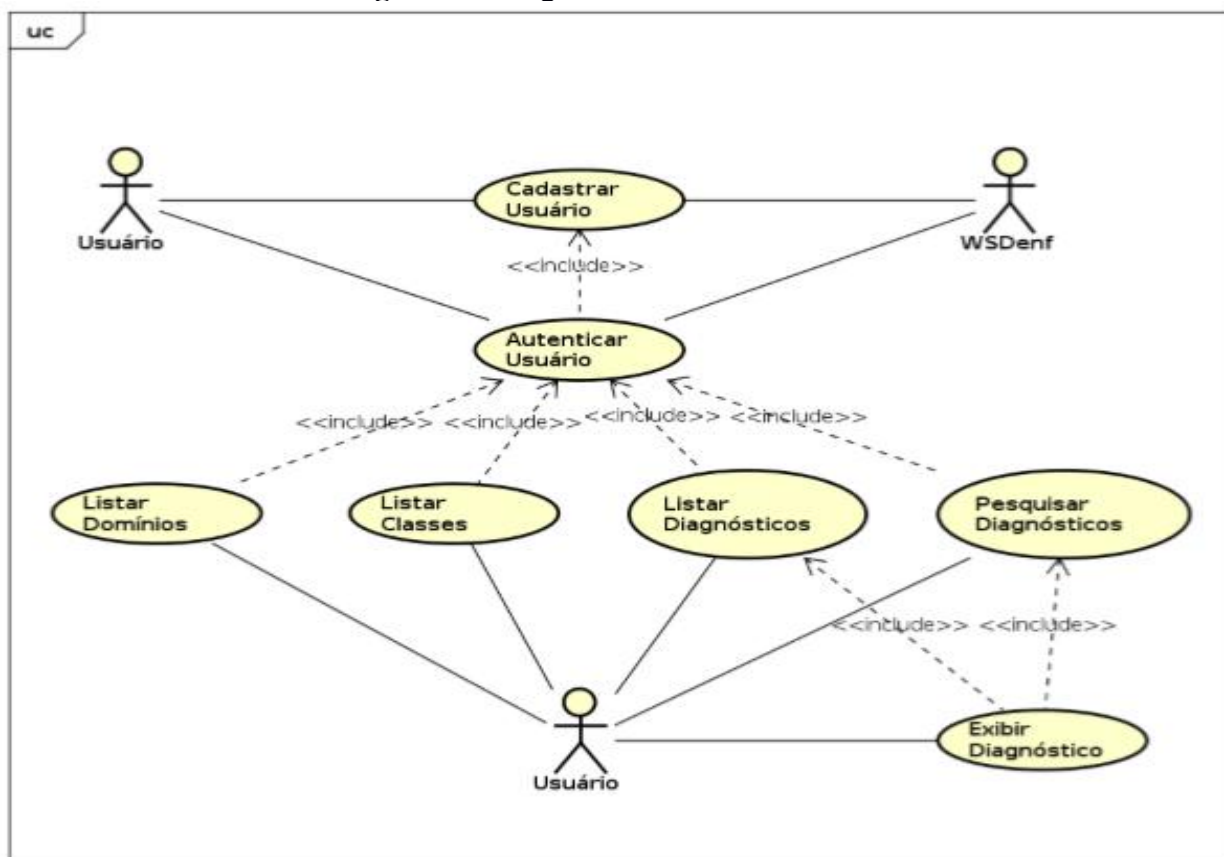 uc
Cadastrar
Usuário
Usuário
WSDenf
<<include>>
Autenticar
Usuário
<<include>>
<<include>>
<<include>>
<<include>>
Listar
Domínios
Listar
Classes
Listar
Diagnósticos
Pesquisar
Diagnósticos
<<include>>
<<include>>
Usuário
Exibir
Diagnóstico